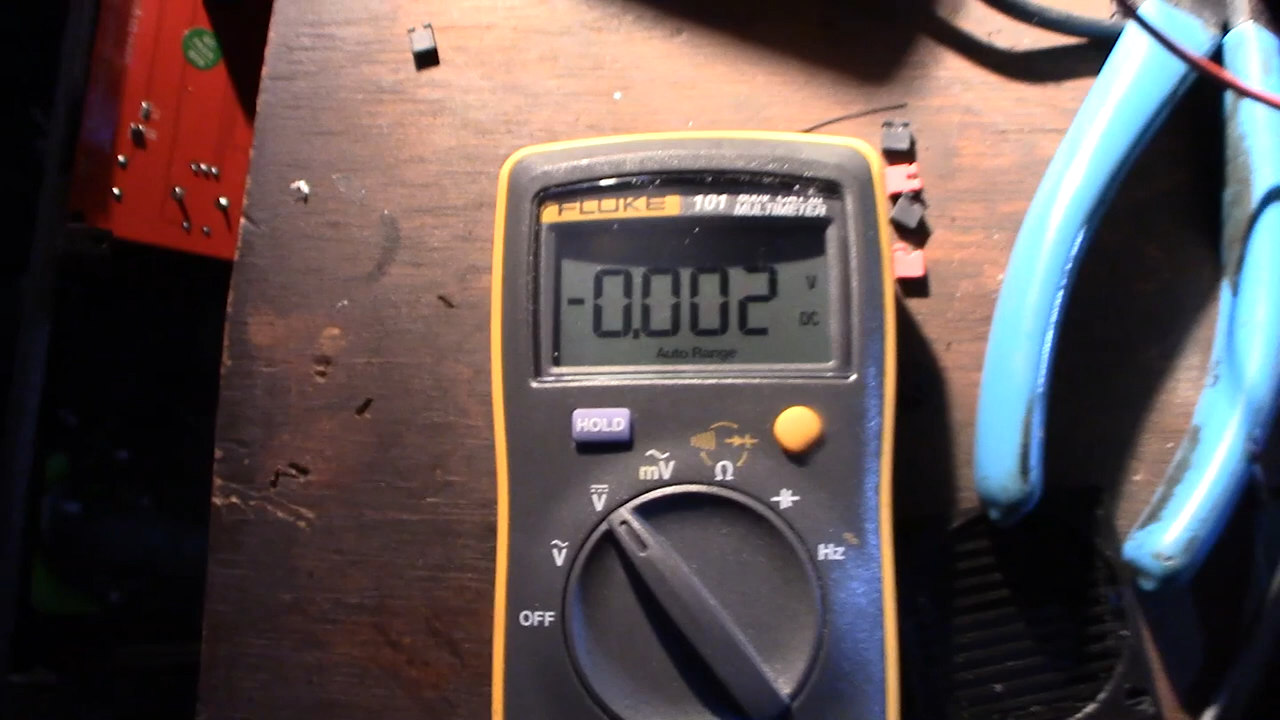 FLUKE 101
MULTIMETER
-0.002 V
DC
Auto Range
HOLD
mV
Ω
V
V
Hz
OFF